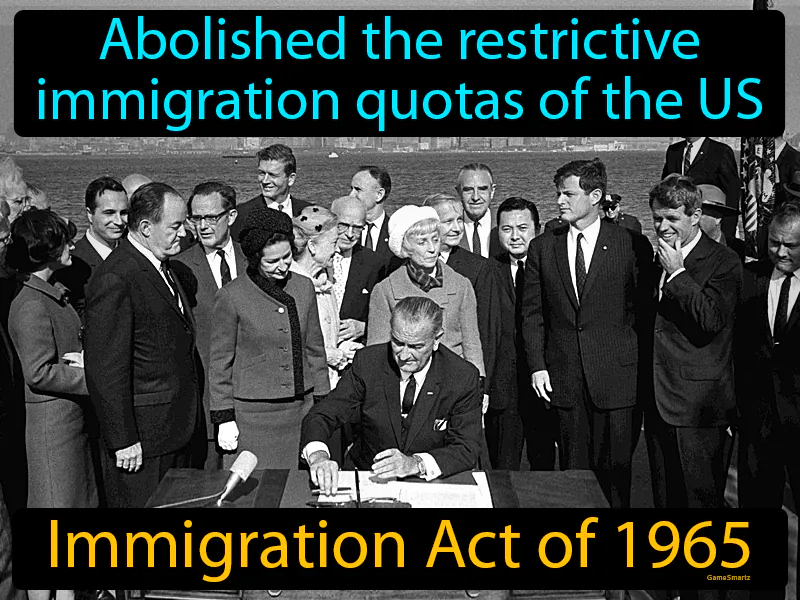 Abolished the restrictive
immigration quotas of the US
Immigration Act of 1965
GameSmartz